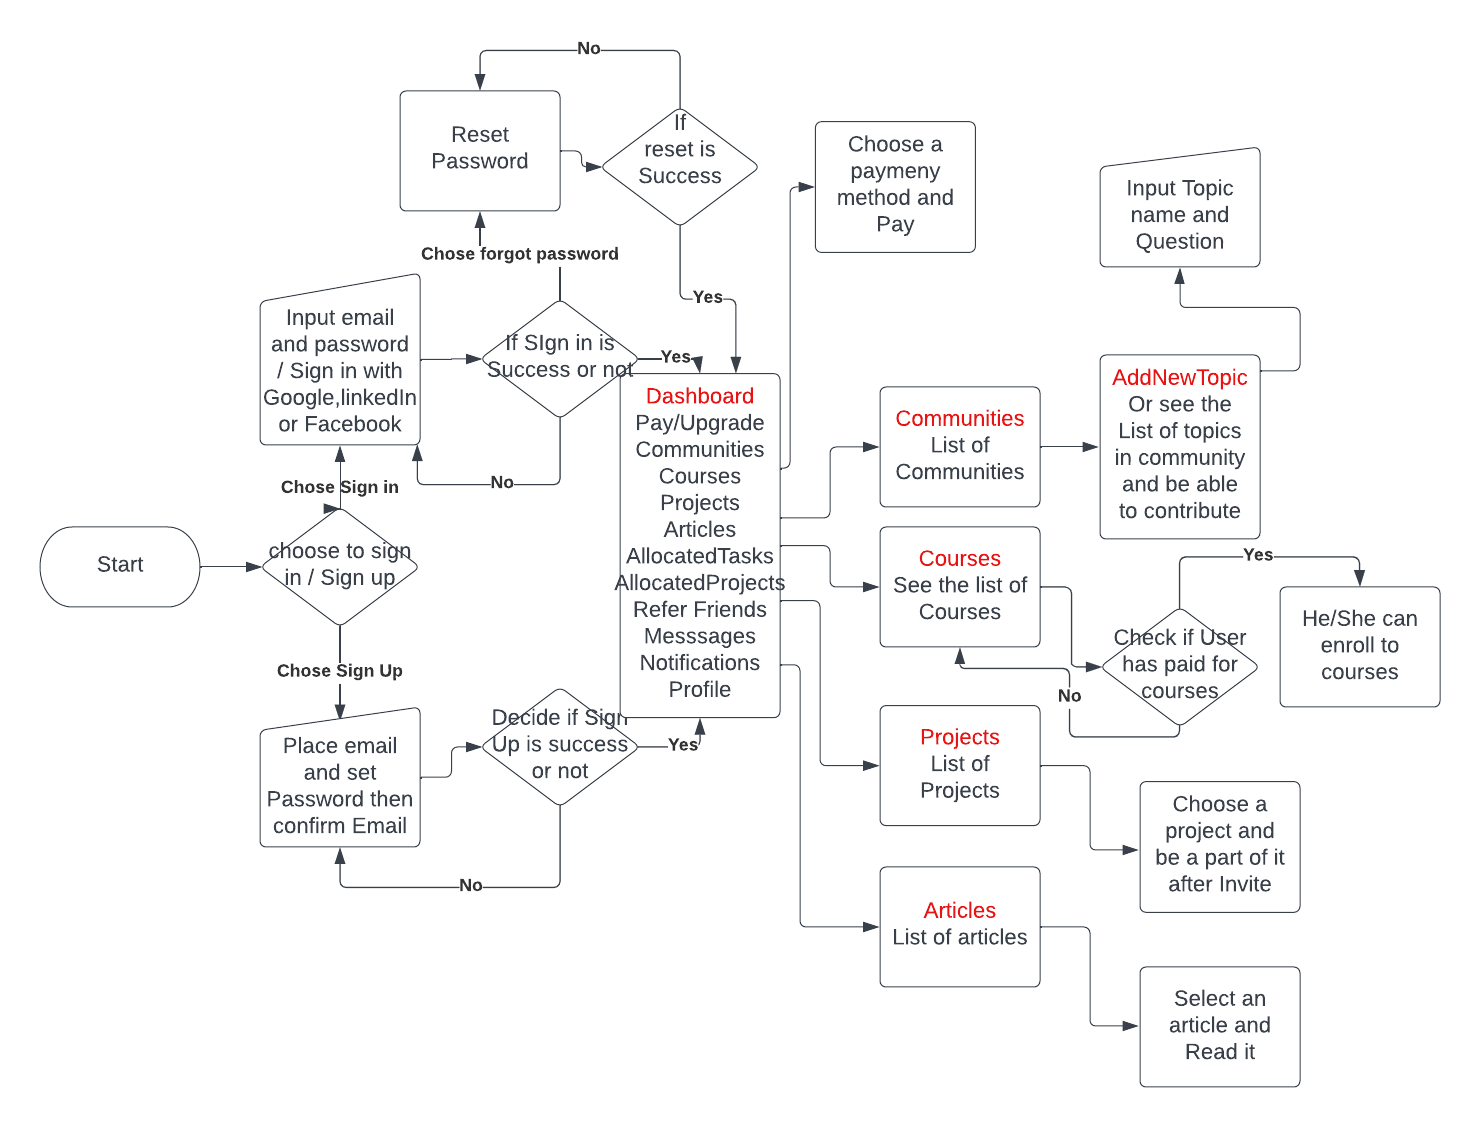 No
Reset
Password
If
reset is
Success
Choose a
paymeny
method and
Pay
Input Topic
name and
Question
Chose forgot password
Yes
Input email
and password
/ Sign in with
Google,linkedIn
or Facebook
If SIgn in is
Success or not
Yes
No
Chose Sign in
Start
choose to sign
in / Sign up
Chose Sign Up
Place email
and set
Password then
confirm Email
Decide if Sign
Up is success
or not
Yes
No
Dashboard
Pay/Upgrade
Communities
Courses
Projects
Articles
AllocatedTasks
AllocatedProjects
Refer Friends
Messsages
Notifications
Profile
Communities
List of
Communities
AddNewTopic
Or see the
List of topics
in community
and be able
to contribute
Courses
See the list of
Courses
Check if User
has paid for
courses
Yes
No
He/She can
enroll to
courses
Projects
List of
Projects
Choose a
project and
be a part of it
after Invite
Articles
List of articles
Select an
article and
Read it